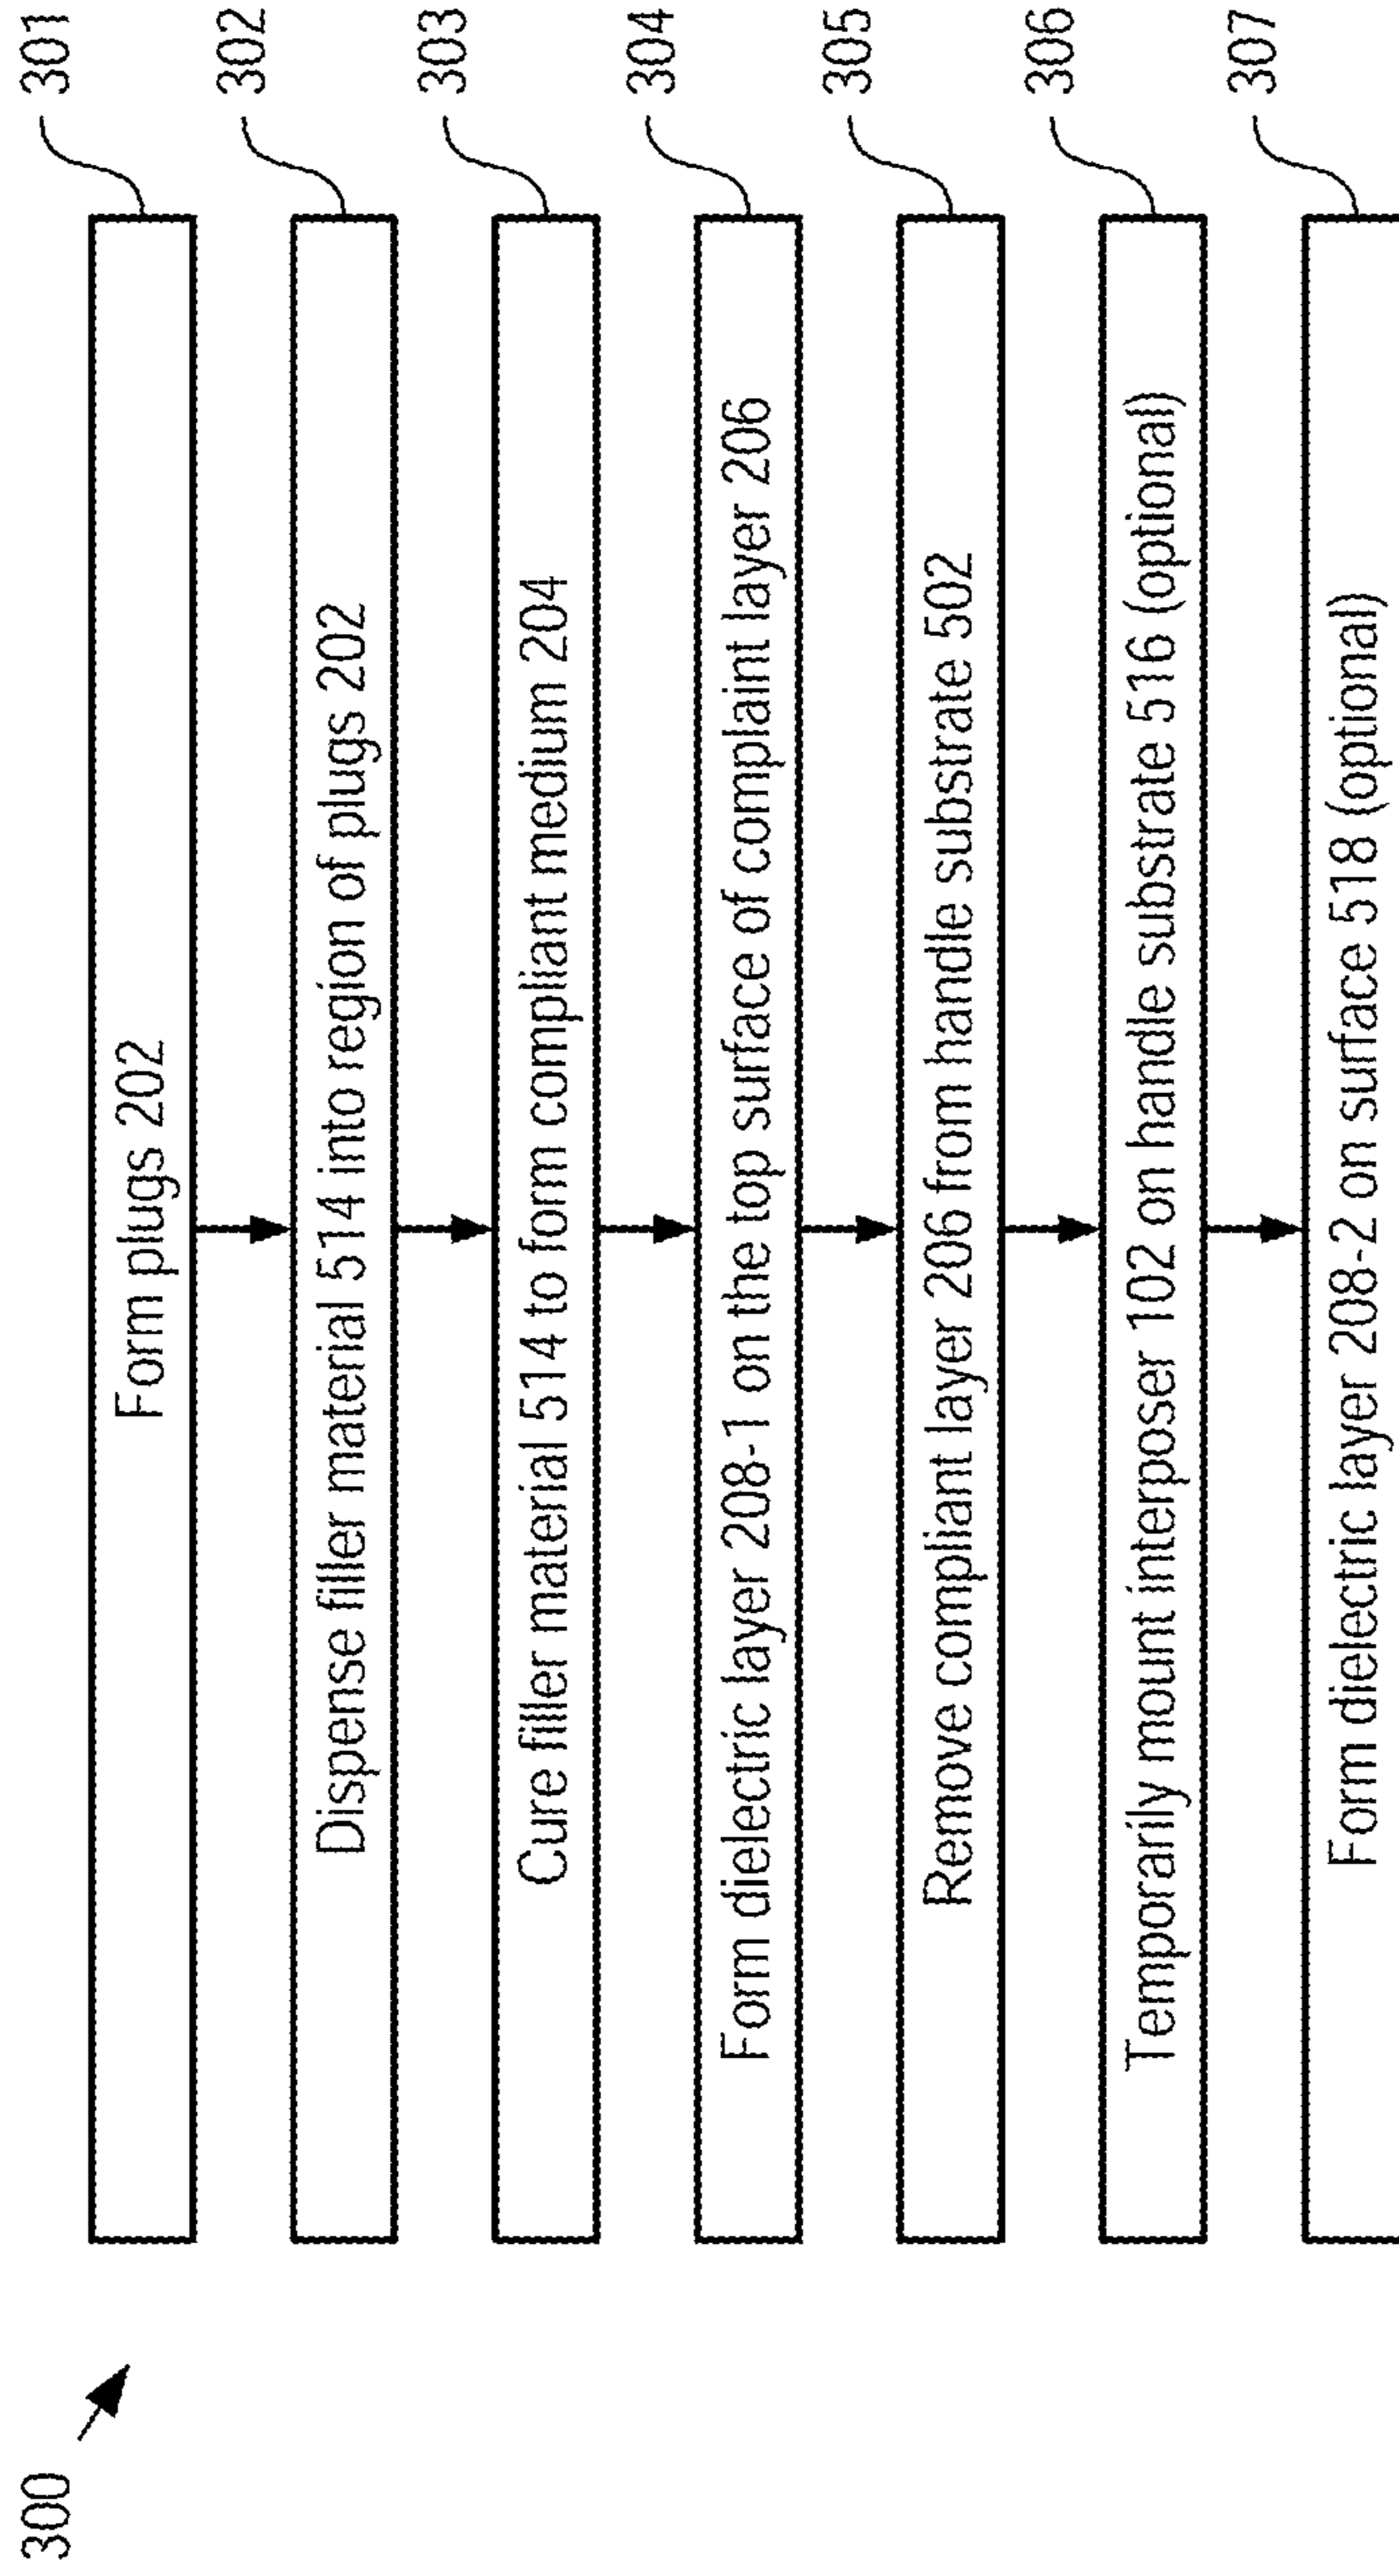 300
301
Form plugs 202
302
Dispense filler material 514 into region of plugs 202
303
Cure filler material 514 to form compliant medium 204
304
Form dielectric layer 208-1 on the top surface of complaint layer 206
305
Remove compliant layer 206 from handle substrate 502
306
Temporarily mount interposer 102 on handle substrate 516 (optional)
307
Form dielectric layer 208-2 on surface 518 (optional)